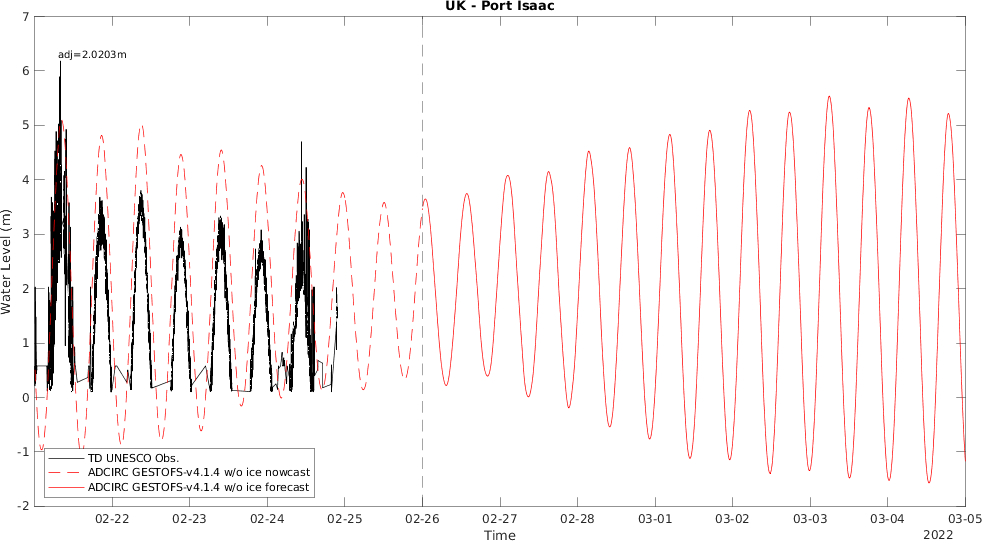 UK - Port Isaac
adj=2.0203m
7
6
5
4
3
2
1
0
-1
-2
Water Level (m)
TD UNESCO Obs.
ADCIRC GESTOFS-v4.1.4 w/o ice nowcast
ADCIRC GESTOFS-v4.1.4 w/o ice forecast
02-22 02-23 02-24 02-25 02-26 02-27 02-28 03-01 03-02 03-03 03-04 03-05
Time
2022